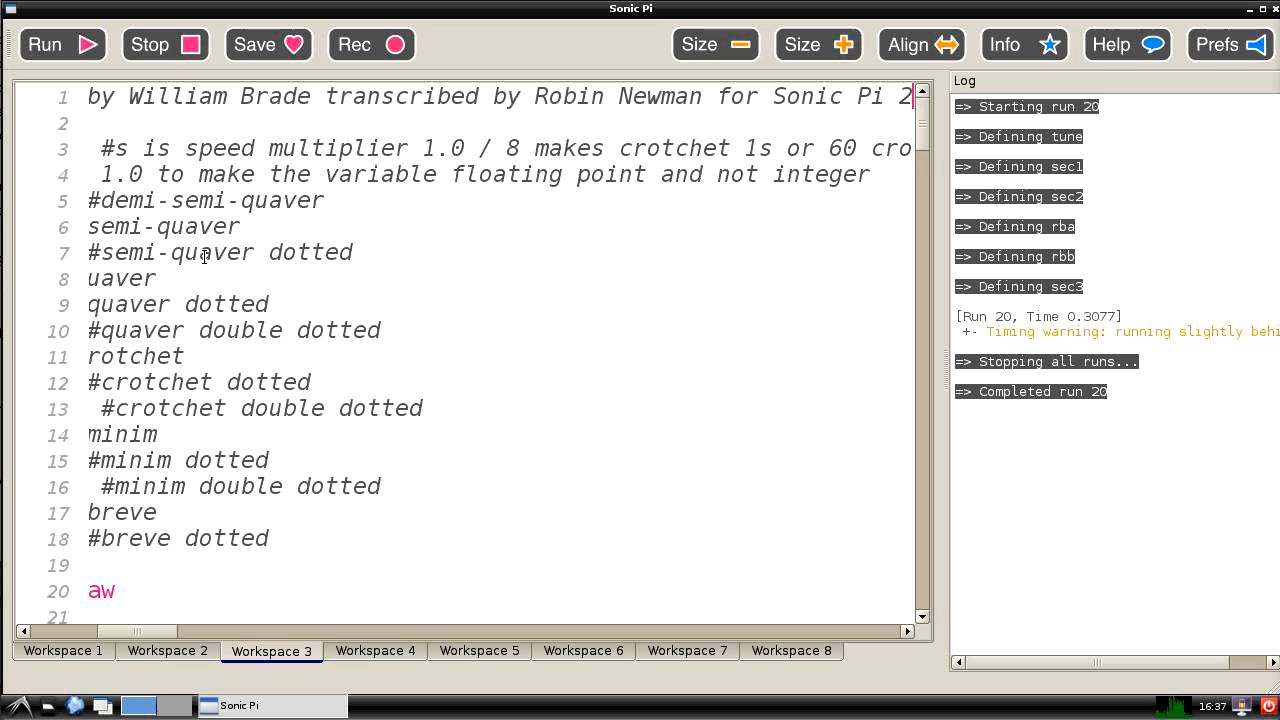 Sonic Pi
Run Stop Save Rec Size Size Align Info Help Prefs
1 by William Brade transcribed by Robin Newman for Sonic Pi 2
2
3 #s is speed multiplier 1.0 / 8 makes crotchet 1s or 60 cro
4 1.0 to make the variable floating point and not integer
5 #demi-semi-quaver
6 semi-quaver
7 #semi-quaver dotted
8 uaver
9 quaver dotted
10 #quaver double dotted
11 rotchet
12 #crotchet dotted
13 #crotchet double dotted
14 minim
15 #minim dotted
16 #minim double dotted
17 breve
18 #breve dotted
19
20 aw
21
Workspace 1 Workspace 2 Workspace 3 Workspace 4 Workspace 5 Workspace 6 Workspace 7 Workspace 8
Log
=> Starting run 20
=> Defining tune
=> Defining sec1
=> Defining sec2
=> Defining rba
=> Defining rbb
=> Defining sec3
[Run 20, Time 0.3077]
+- Timing warning: running slightly behi
=> Stopping all runs...
=> Completed run 20
Sonic Pi
16:37